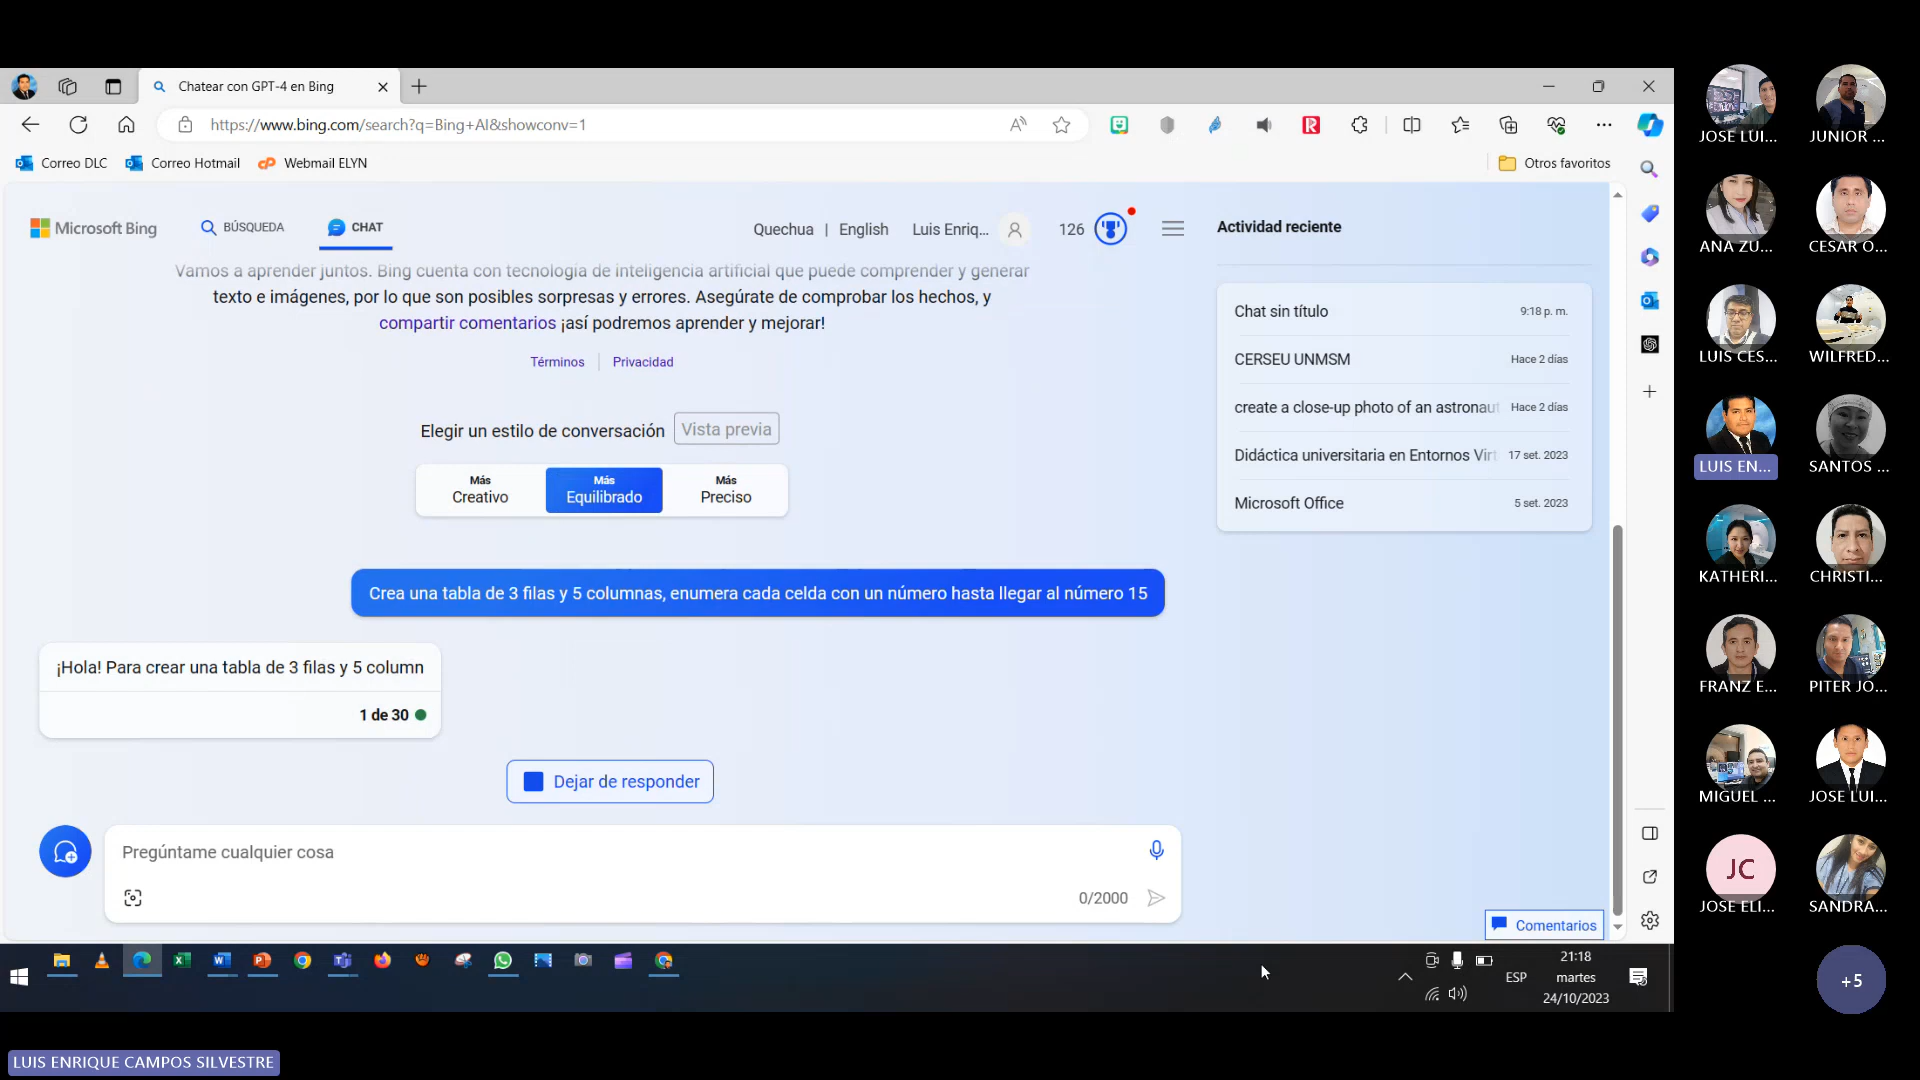 Chatear con GPT-4 en Bing
https://www.bing.com/search?q=Bing+AI&showconv=1
Correo DLC
Correo Hotmail
Webmail ELYN
Otros favoritos
Microsoft Bing
BÚSQUEDA
CHAT
Quechua | English
Luis Enriq...
126
Vamos a aprender juntos. Bing cuenta con tecnología de inteligencia artificial que puede comprender y generar
texto e imágenes, por lo que son posibles sorpresas y errores. Asegúrate de comprobar los hechos, y
compartir comentarios ¡así podremos aprender y mejorar!
Términos
Privacidad
Elegir un estilo de conversación
Vista previa
Más
Creativo
Más
Equilibrado
Más
Preciso
Crea una tabla de 3 filas y 5 columnas, enumera cada celda con un número hasta llegar al número 15
¡Hola! Para crear una tabla de 3 filas y 5 column
1 de 30
Dejar de responder
Pregúntame cualquier cosa
0/2000
Actividad reciente
Chat sin título
9:18 p. m.
CERSEU UNMSM
Hace 2 días
create a close-up photo of an astronaut
Hace 2 días
Didáctica universitaria en Entornos Virt
17 set. 2023
Microsoft Office
5 set. 2023
Comentarios
ESP
21:18
martes
24/10/2023
JOSE LUI...
JUNIOR ...
ANA ZU...
CESAR O...
LUIS CES...
WILFRED...
LUIS EN...
SANTOS ...
KATHERI...
CHRISTI...
FRANZ E...
PITER JO...
MIGUEL ...
JOSE LUI...
JC
JOSE ELI...
SANDRA...
+5
LUIS ENRIQUE CAMPOS SILVESTRE